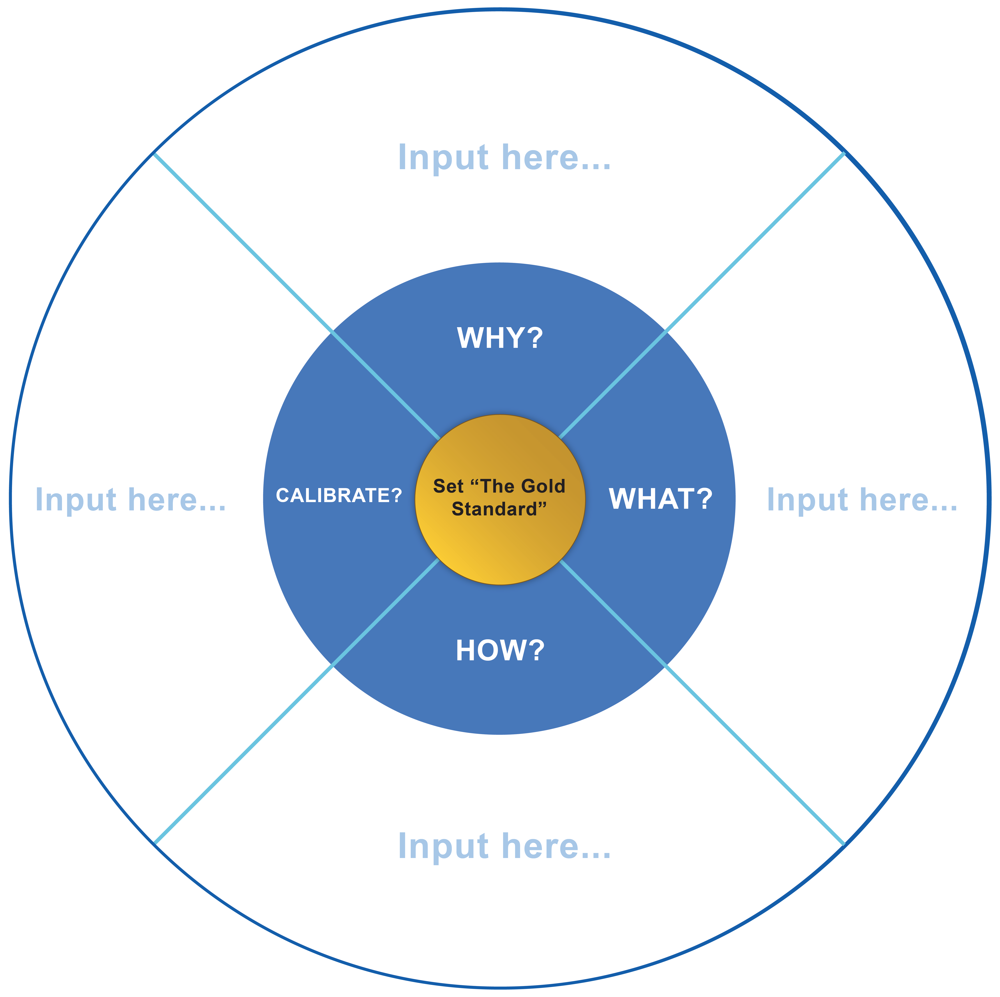 Input here...
WHY?
Input here...
CALIBRATE?
Set “The Gold
Standard”
WHAT?
Input here...
HOW?
Input here...